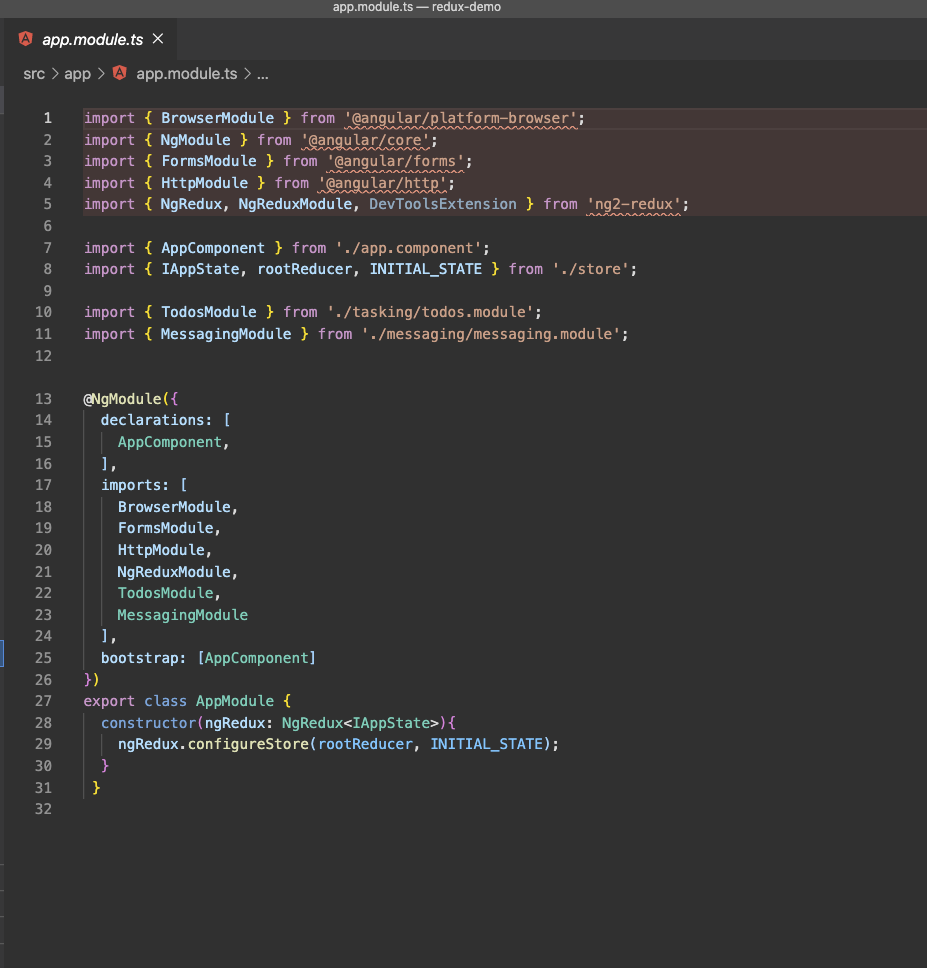 app.module.ts — redux-demo
app.module.ts ×
src > app > app.module.ts > ...
1 import { BrowserModule } from '@angular/platform-browser';
2 import { NgModule } from '@angular/core';
3 import { FormsModule } from '@angular/forms';
4 import { HttpModule } from '@angular/http';
5 import { NgRedux, NgReduxModule, DevToolsExtension } from 'ng2-redux';
6
7 import { AppComponent } from './app.component';
8 import { IAppState, rootReducer, INITIAL_STATE } from './store';
9
10 import { TodosModule } from './tasking/todos.module';
11 import { MessagingModule } from './messaging/messaging.module';
12
13 @NgModule({
14   declarations: [
15     AppComponent,
16   ],
17   imports: [
18     BrowserModule,
19     FormsModule,
20     HttpModule,
21     NgReduxModule,
22     TodosModule,
23     MessagingModule
24   ],
25   bootstrap: [AppComponent]
26 })
27 export class AppModule {
28   constructor(ngRedux: NgRedux<IAppState>){
29     ngRedux.configureStore(rootReducer, INITIAL_STATE);
30   }
31  }
32